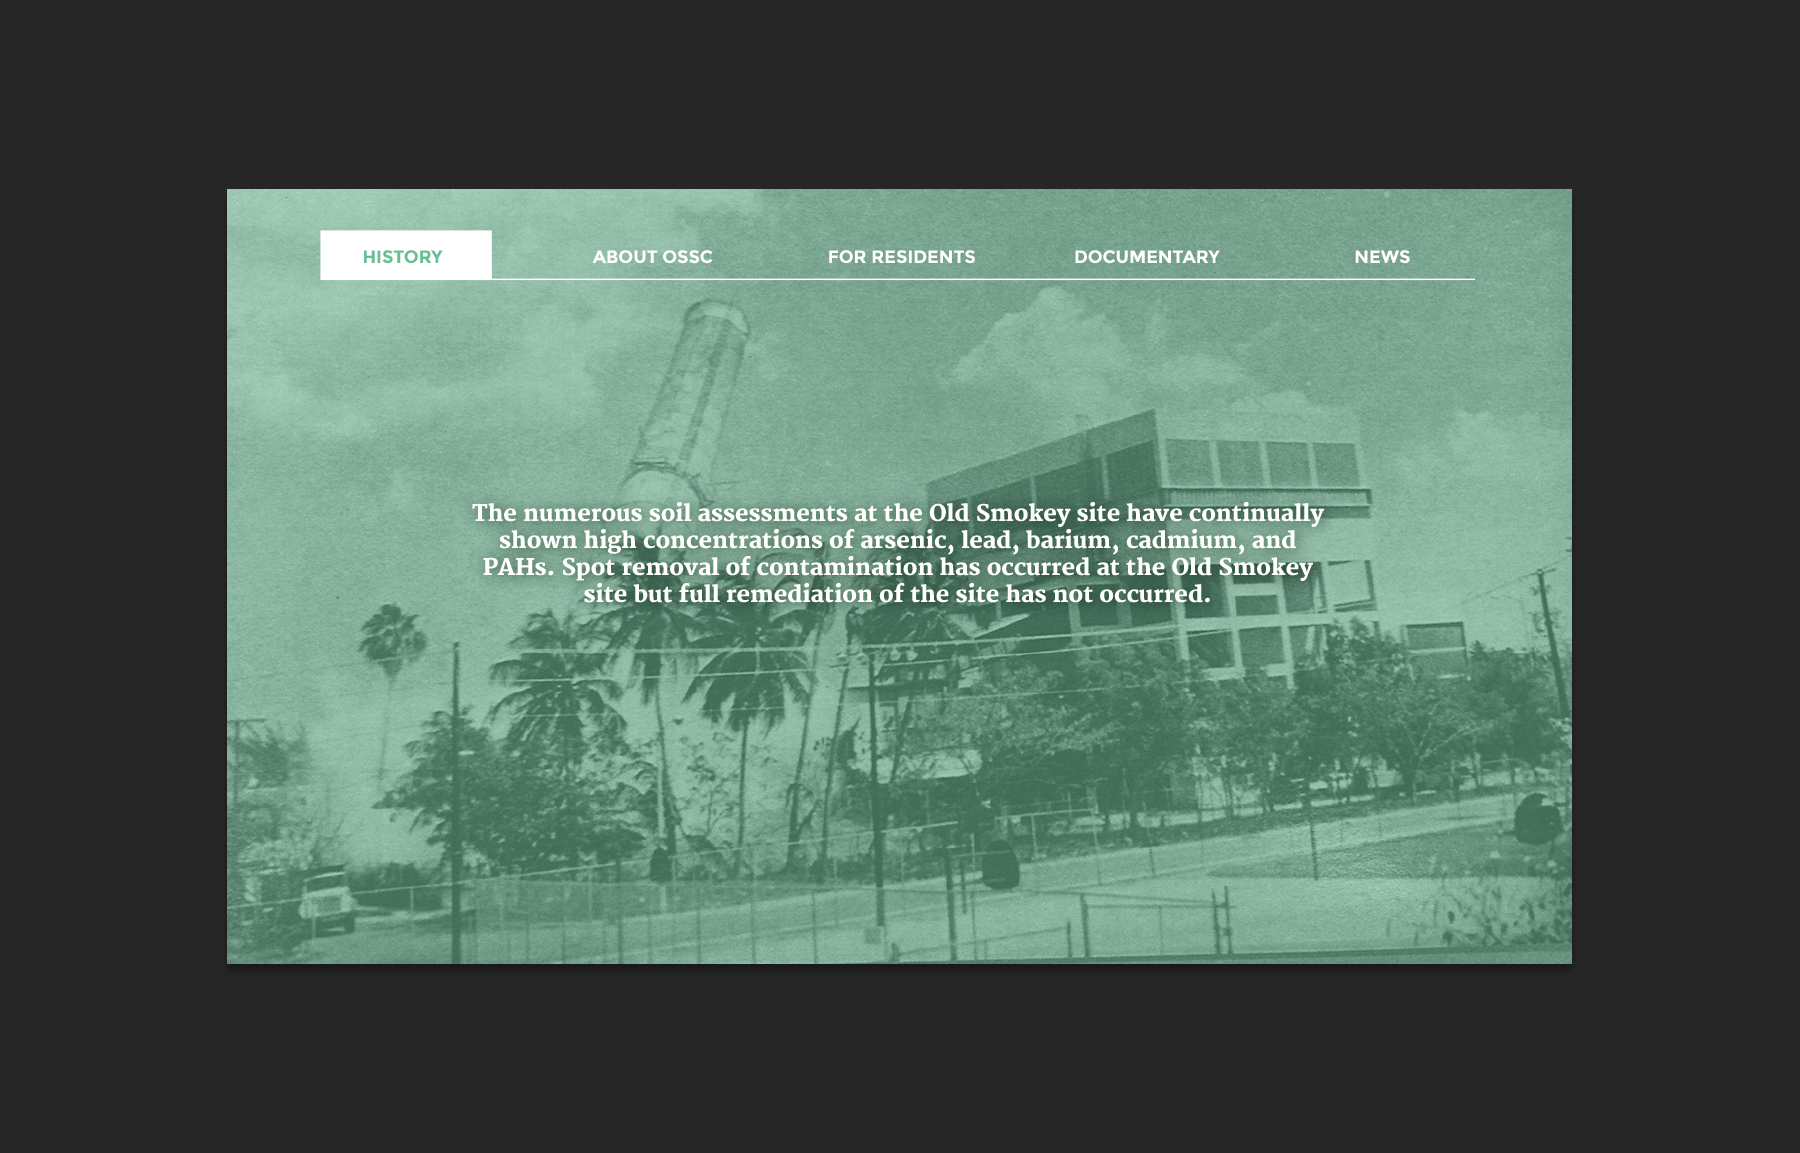 HISTORY ABOUT OSSC FOR RESIDENTS DOCUMENTARY NEWS
The numerous soil assessments at the Old Smokey site have continually
shown high concentrations of arsenic, lead, barium, cadmium, and
PAHs. Spot removal of contamination has occurred at the Old Smokey
site but full remediation of the site has not occurred.